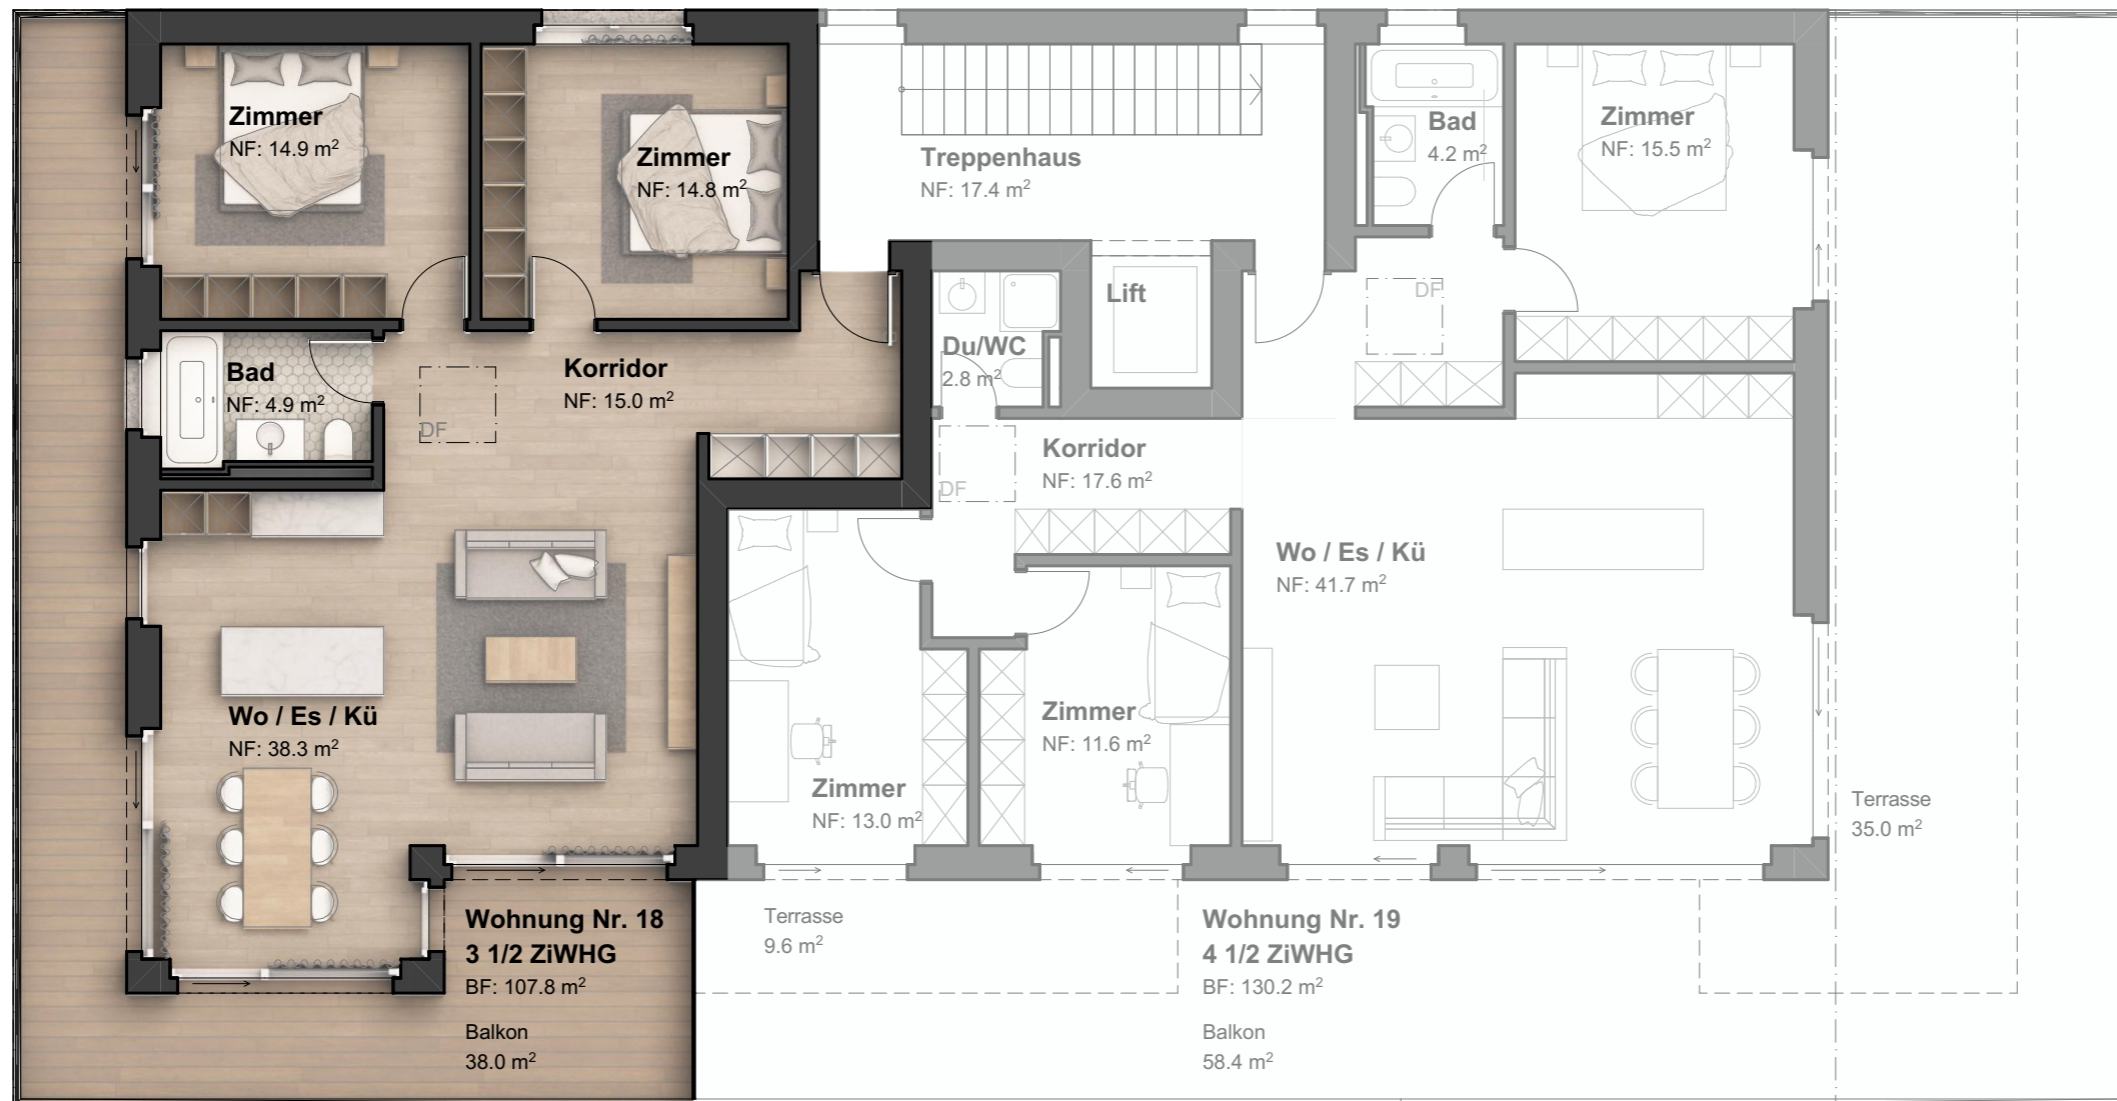 Zimmer
NF: 14.9 m²
Zimmer
NF: 14.8 m²
Treppenhaus
NF: 17.4 m²
Bad
4.2 m²
Zimmer
NF: 15.5 m²
Lift
DF
Bad
NF: 4.9 m²
DF
Korridor
NF: 15.0 m²
Du/WC
2.8 m²
Korridor
NF: 17.6 m²
DF
Wo / Es / Kü
NF: 41.7 m²
Wo / Es / Kü
NF: 38.3 m²
Zimmer
NF: 11.6 m²
Zimmer
NF: 13.0 m²
Terrasse
35.0 m²
Wohnung Nr. 18
3 1/2 ZiWHG
BF: 107.8 m²
Balkon
38.0 m²
Terrasse
9.6 m²
Wohnung Nr. 19
4 1/2 ZiWHG
BF: 130.2 m²
Balkon
58.4 m²